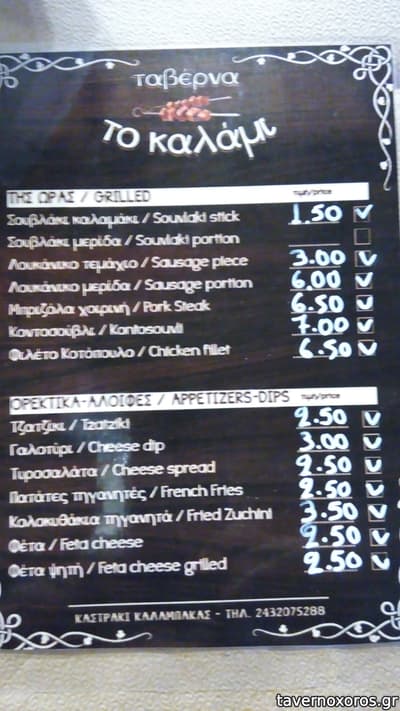 ταβέρνα
ΤΟ ΚΑΛΆΜΙ
ΤΗΣ ΩΡΑΣ / GRILLED τιμη/price
Σουβλάκι καλαμάκι / Souvlaki stick 1.50
Σουβλάκι μερίδα / Souvlaki portion
Λουκάνικο τεμάχιο / Sausage piece 3.00
Λουκάνικο μερίδα / Sausage portion 6.00
Μπριζόλα χοιρινή / Pork Steak 6.50
Κοντοσούβλι / Kontosouvli 7.00
Φιλέτο Κοτόπουλο / Chicken fillet 6.50
ΟΡΕΚΤΙΚΑ-ΑΛΟΙΦΕΣ / APPETIZERS-DIPS τιμη/price
Τζατζίκι / Tzatziki 2.50
Γαλοτύρι / Cheese dip 3.00
Τυροσαλάτα / Cheese spread 2.50
Πατάτες τηγανητές / French Fries 2.50
Κολοκυθάκια τηγανητά / Fried Zuchini 3.50
Φέτα / Feta cheese 2.50
Φέτα ψητή / Feta cheese grilled 2.50
ΚΑΣΤΡΑΚΙ ΚΑΛΑΜΠΑΚΑΣ - ΤΗΛ. 2432075288
tavernoxoros.gr